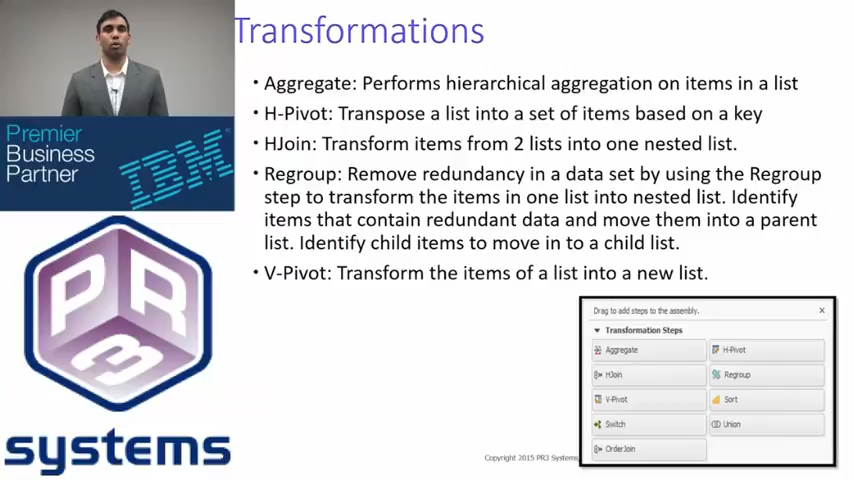 Transformations
• Aggregate: Performs hierarchical aggregation on items in a list
• H-Pivot: Transpose a list into a set of items based on a key
• HJoin: Transform items from 2 lists into one nested list.
• Regroup: Remove redundancy in a data set by using the Regroup
step to transform the items in one list into nested list. Identify
items that contain redundant data and move them into a parent
list. Identify child items to move in to a child list.
• V-Pivot: Transform the items of a list into a new list.
Premier
Business
Partner
IBM
PR3
systems
Drag to add steps to the assembly.
Transformation Steps
Aggregate
H-Pivot
HJoin
Regroup
V-Pivot
Sort
Switch
Union
OrderJoin
Copyright 2015 PR3 Systems,